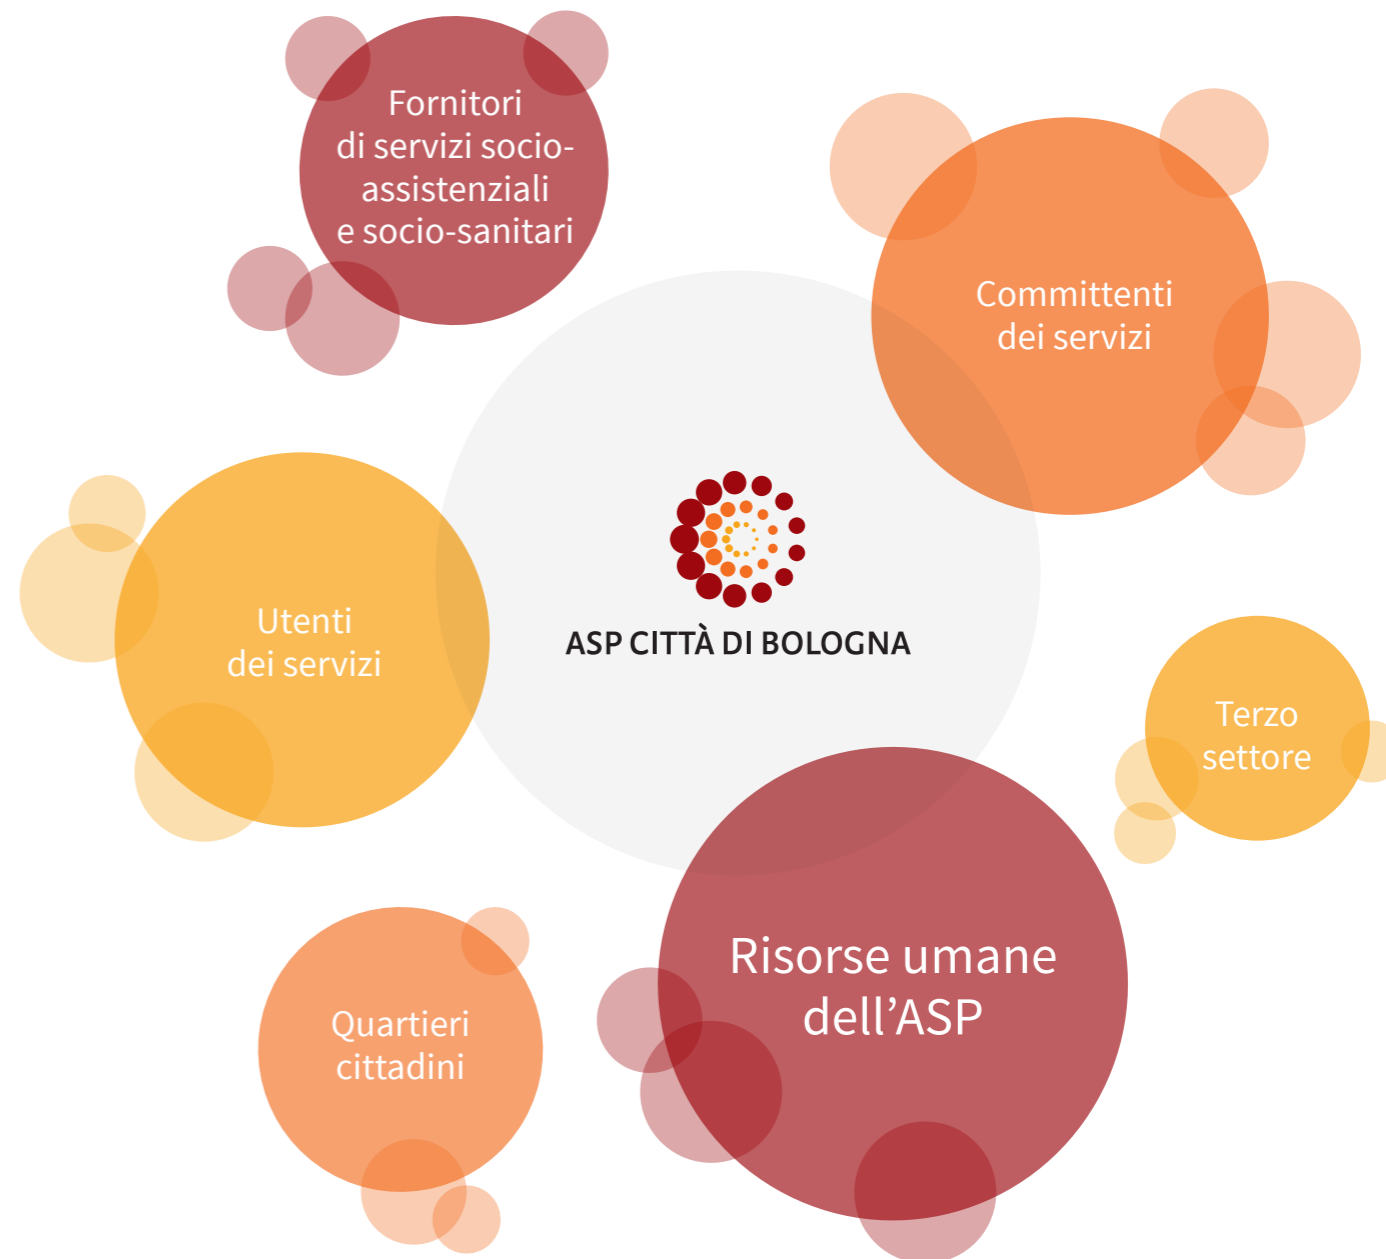 Fornitori
di servizi socio-
assistenziali
e socio-sanitari
Committenti
dei servizi
ASP CITTÀ DI BOLOGNA
Utenti
dei servizi
Terzo
settore
Risorse umane
dell’ASP
Quartieri
cittadini